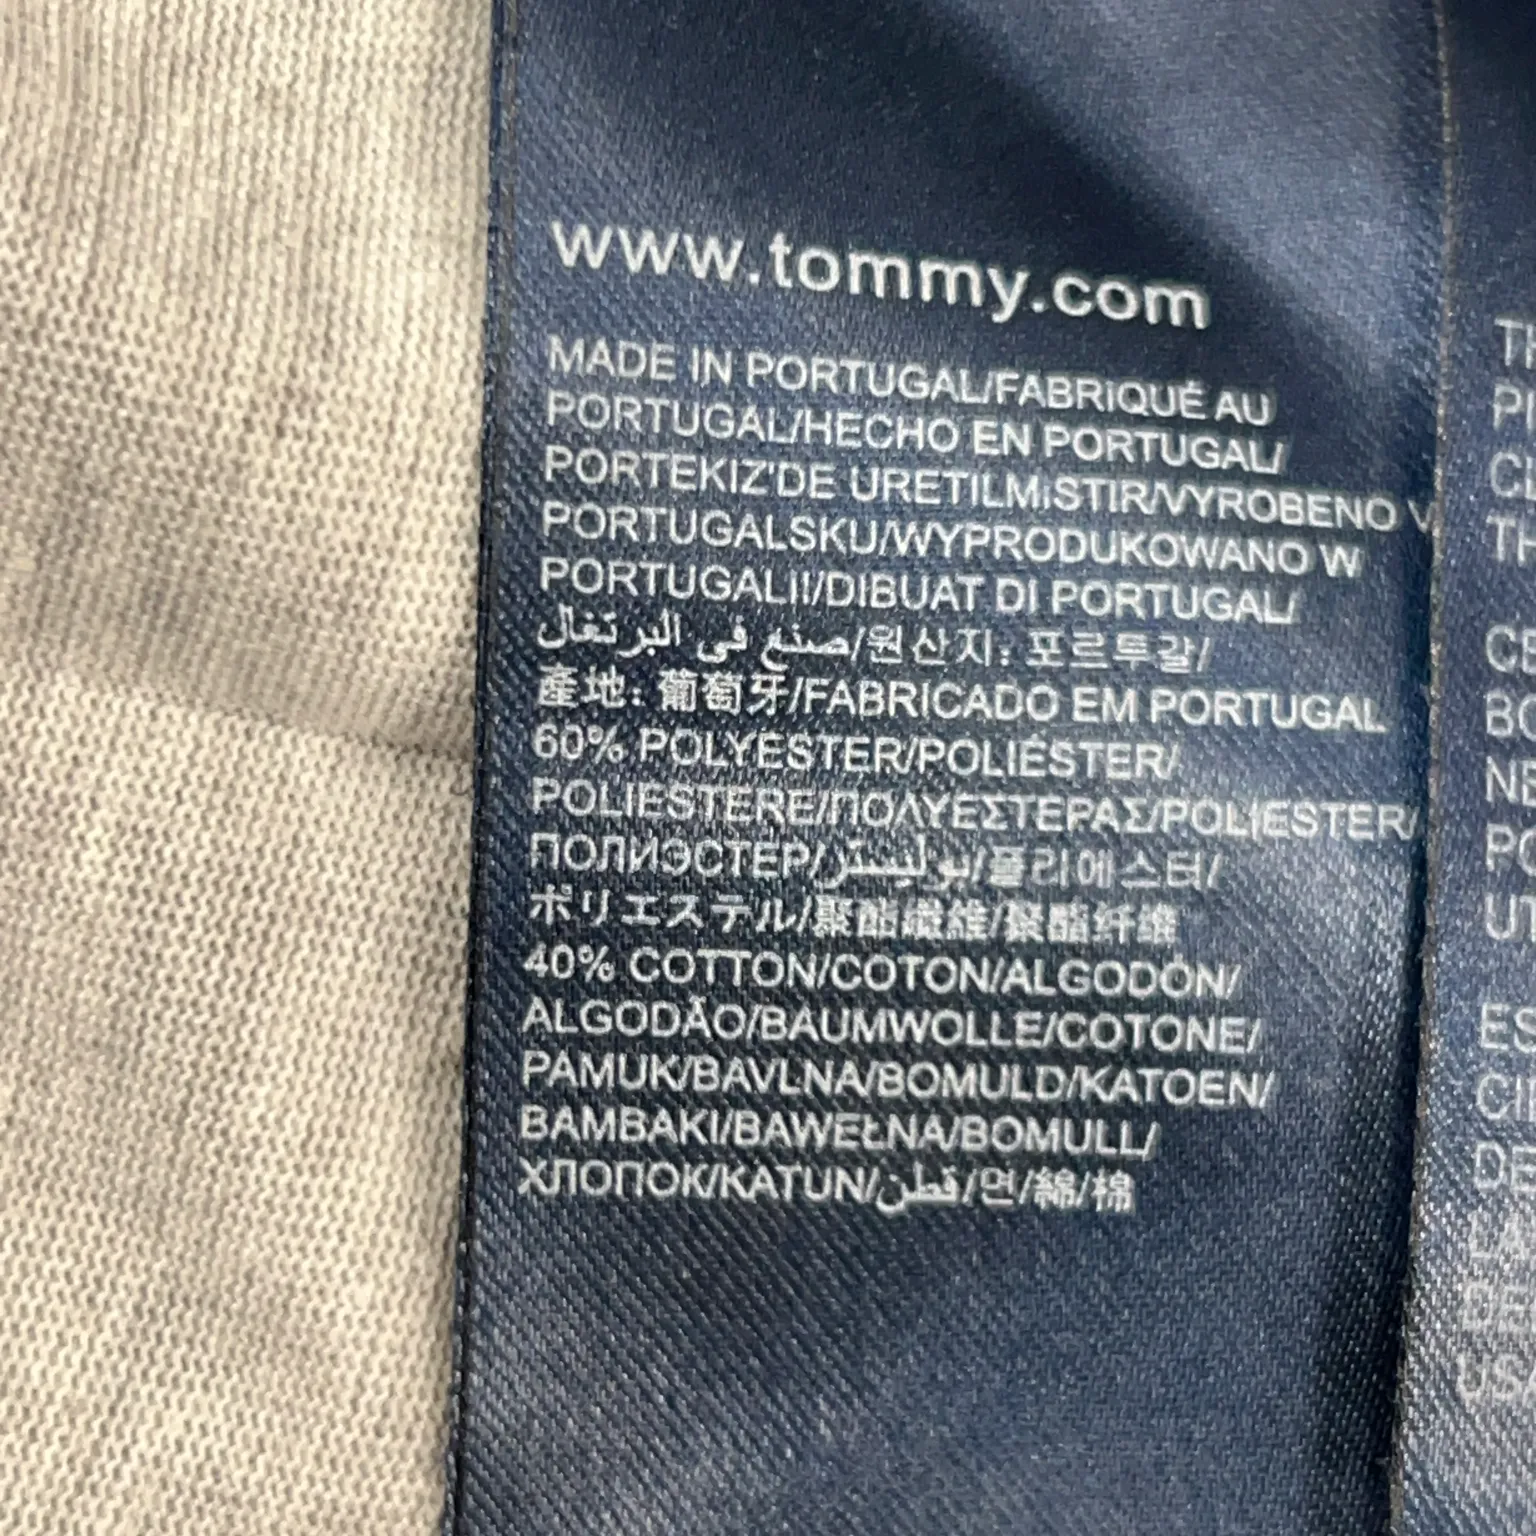 www.tommy.com
MADE IN PORTUGAL/FABRIQUÉ AU
PORTUGAL/HECHO EN PORTUGAL/
PORTEKIZ'DE URETILMiSTIR/VYROBENO V
PORTUGALSKU/WYPRODUKOWANO W
PORTUGALII!/DIBUAT DI PORTUGAL/
صنع في البرتغال/원산지: 포르투갈/
產地: 葡萄牙/FABRICADO EM PORTUGAL
60% POLYESTER/POLIÉSTER/
POLIESTERE/ΠΟΛΥΕΣΤΕΡΑΣ/POLIESTER/
ПОЛИЭСТЕР/بوليستر/폴리에스터/
ポリエステル/聚酯纖維/聚酯纤维
40% COTTON/COTON/ALGODÓN/
ALGODÃO/BAUMWOLLE/COTONE/
PAMUK/BAVLNA/BOMULD/KATOEN/
BAMBAKI/BAWEŁNA/BOMULL/
ХЛОПОК/KATUN/قطن/면/綿/棉